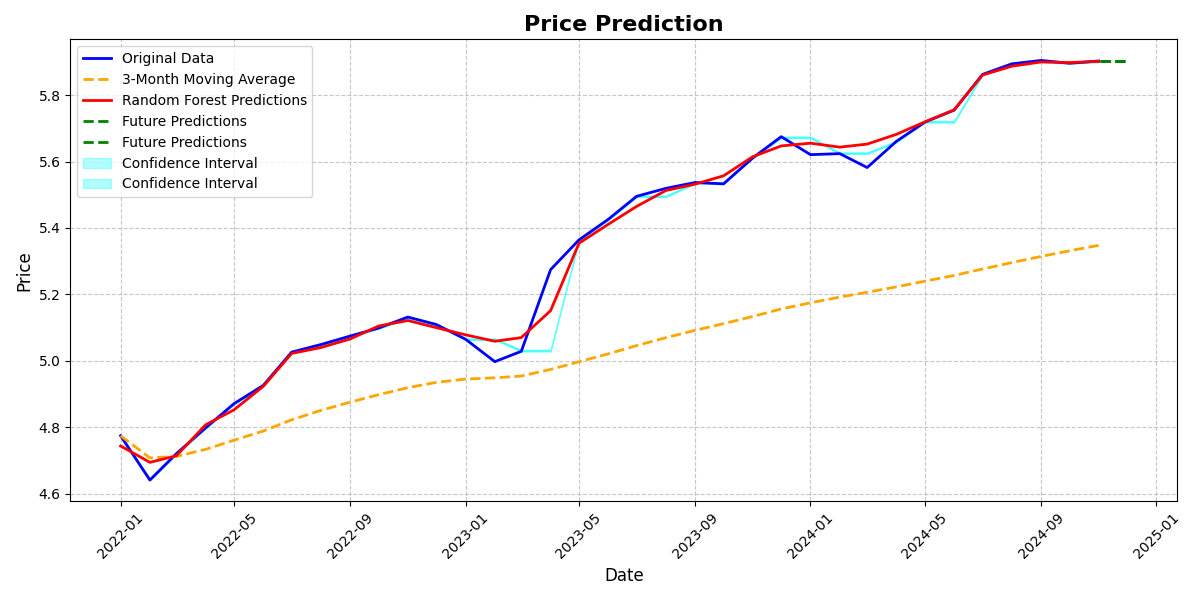 Price Prediction
Original Data
3-Month Moving Average
Random Forest Predictions
Future Predictions
Future Predictions
Confidence Interval
Confidence Interval
Price
5.8
5.6
5.4
5.2
5.0
4.8
4.6
2022-01
2022-05
2022-09
2023-01
2023-05
2023-09
2024-01
2024-05
2024-09
2025-01
Date